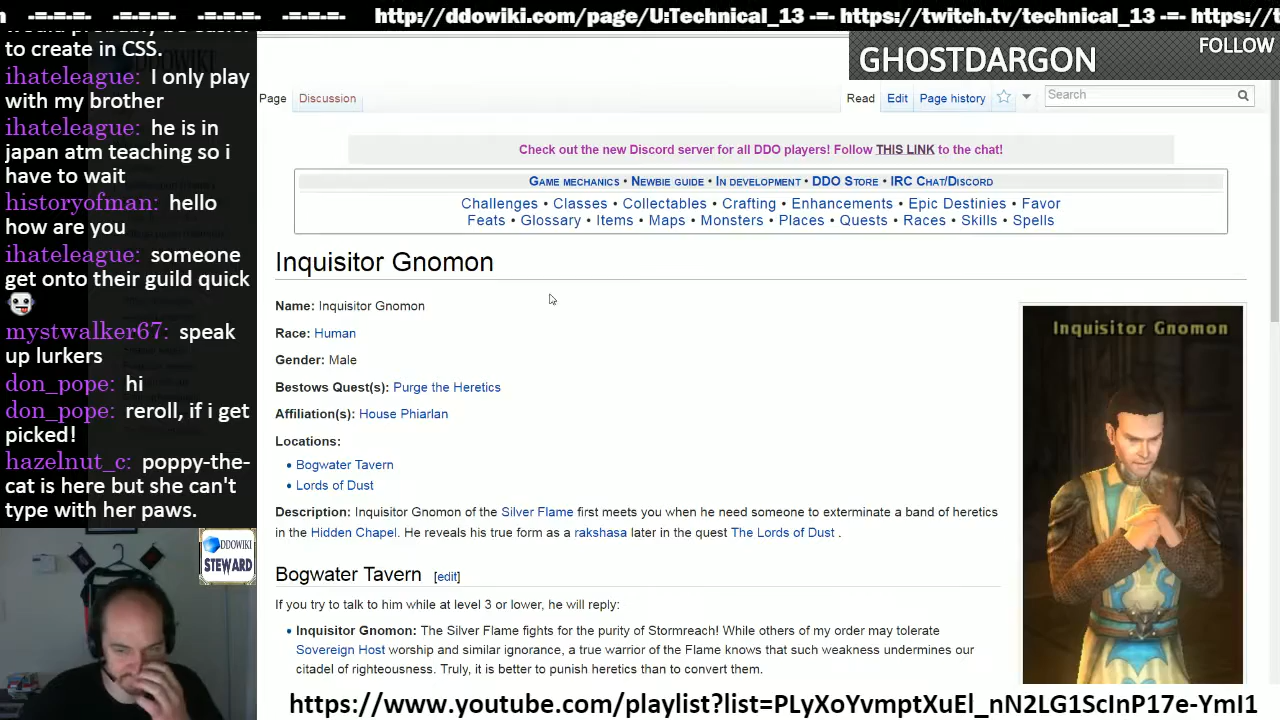 -=-=-=- -=-=-=- -=-=-=- http://ddowiki.com/page/U:Technical_13 -=- https://twitch.tv/technical_13 -=- https://t
to create in CSS.
ihateleague: I only play
with my brother
ihateleague: he is in
japan atm teaching so i
have to wait
historyofman: hello
how are you
ihateleague: someone
get onto their guild quick
mystwalker67: speak
up lurkers
don_pope: hi
don_pope: reroll, if i get
picked!
hazelnut_c: poppy-the-
cat is here but she can't
type with her paws.
DDOWIKI
STEWARD
GHOSTDARGON
FOLLOW
Page Discussion Read Edit Page history Search
Check out the new Discord server for all DDO players! Follow THIS LINK to the chat!
Game mechanics • Newbie guide • In development • DDO Store • IRC Chat/Discord
Challenges • Classes • Collectables • Crafting • Enhancements • Epic Destinies • Favor
Feats • Glossary • Items • Maps • Monsters • Places • Quests • Races • Skills • Spells
Inquisitor Gnomon
Name: Inquisitor Gnomon
Race: Human
Gender: Male
Bestows Quest(s): Purge the Heretics
Affiliation(s): House Phiarlan
Locations:
• Bogwater Tavern
• Lords of Dust
Description: Inquisitor Gnomon of the Silver Flame first meets you when he need someone to exterminate a band of heretics
in the Hidden Chapel. He reveals his true form as a rakshasa later in the quest The Lords of Dust .
Bogwater Tavern [edit]
If you try to talk to him while at level 3 or lower, he will reply:
• Inquisitor Gnomon: The Silver Flame fights for the purity of Stormreach! While others of my order may tolerate
Sovereign Host worship and similar ignorance, a true warrior of the Flame knows that such weakness undermines our
citadel of righteousness. Truly, it is better to punish heretics than to convert them.
Inquisitor Gnomon
https://www.youtube.com/playlist?list=PLyXoYvmptXuEl_nN2LG1ScInP17e-YmI1